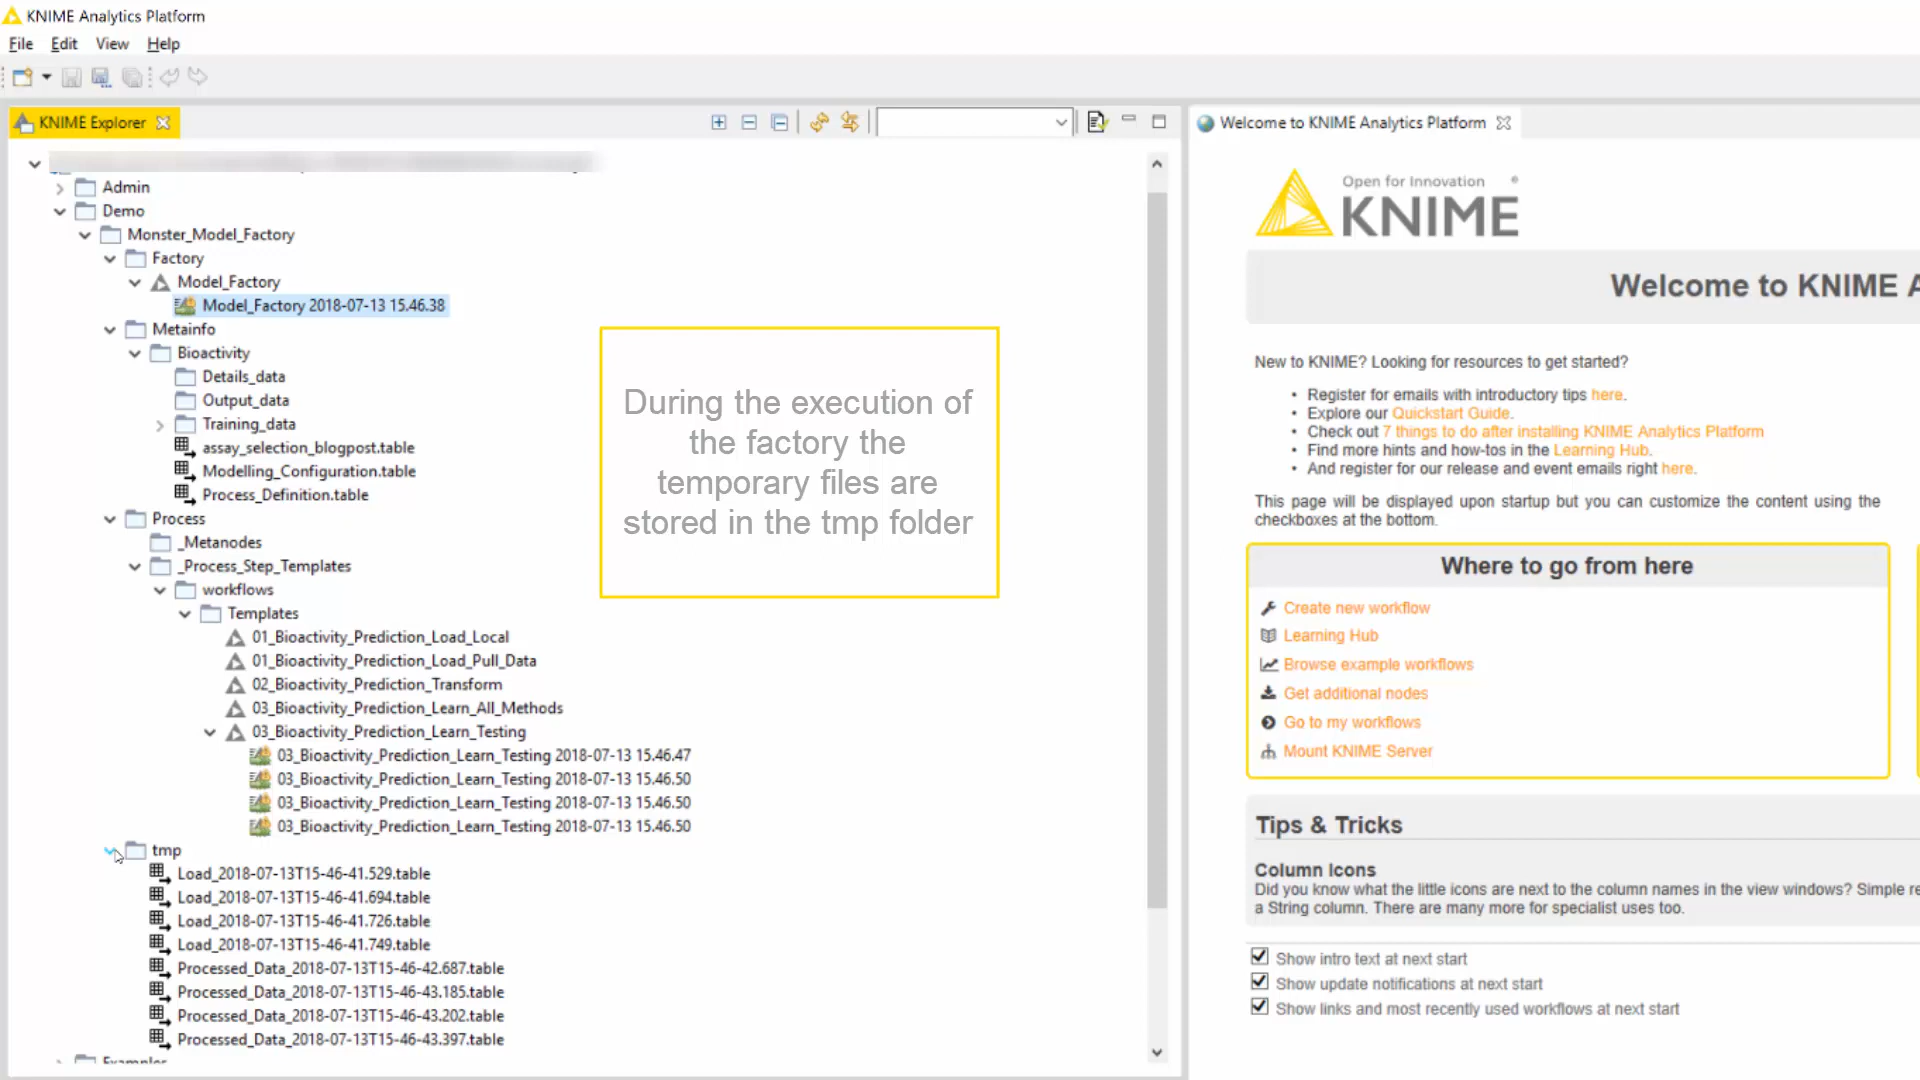 KNIME Analytics Platform
File Edit View Help
KNIME Explorer
Welcome to KNIME Analytics Platform
Admin
Demo
Monster_Model_Factory
Factory
Model_Factory
Model_Factory 2018-07-13 15.46.38
Metainfo
Bioactivity
Details_data
Output_data
Training_data
assay_selection_blogpost.table
Modelling_Configuration.table
Process_Definition.table
Process
_Metanodes
_Process_Step_Templates
workflows
Templates
01_Bioactivity_Prediction_Load_Local
01_Bioactivity_Prediction_Load_Pull_Data
02_Bioactivity_Prediction_Transform
03_Bioactivity_Prediction_Learn_All_Methods
03_Bioactivity_Prediction_Learn_Testing
03_Bioactivity_Prediction_Learn_Testing 2018-07-13 15.46.47
03_Bioactivity_Prediction_Learn_Testing 2018-07-13 15.46.50
03_Bioactivity_Prediction_Learn_Testing 2018-07-13 15.46.50
03_Bioactivity_Prediction_Learn_Testing 2018-07-13 15.46.50
tmp
Load_2018-07-13T15-46-41.529.table
Load_2018-07-13T15-46-41.694.table
Load_2018-07-13T15-46-41.726.table
Load_2018-07-13T15-46-41.749.table
Processed_Data_2018-07-13T15-46-42.687.table
Processed_Data_2018-07-13T15-46-43.185.table
Processed_Data_2018-07-13T15-46-43.202.table
Processed_Data_2018-07-13T15-46-43.397.table
Examples
During the execution of
the factory the
temporary files are
stored in the tmp folder
Open for Innovation ®
KNIME
Welcome to KNIME A
New to KNIME? Looking for resources to get started?
• Register for emails with introductory tips here.
• Explore our Quickstart Guide.
• Check out 7 things to do after installing KNIME Analytics Platform
• Find more hints and how-tos in the Learning Hub.
• And register for our release and event emails right here.
This page will be displayed upon startup but you can customize the content using the
checkboxes at the bottom.
Where to go from here
Create new workflow
Learning Hub
Browse example workflows
Get additional nodes
Go to my workflows
Mount KNIME Server
Tips & Tricks
Column Icons
Did you know what the little icons are next to the column names in the view windows? Simple re
a String column. There are many more for specialist uses too.
Show intro text at next start
Show update notifications at next start
Show links and most recently used workflows at next start